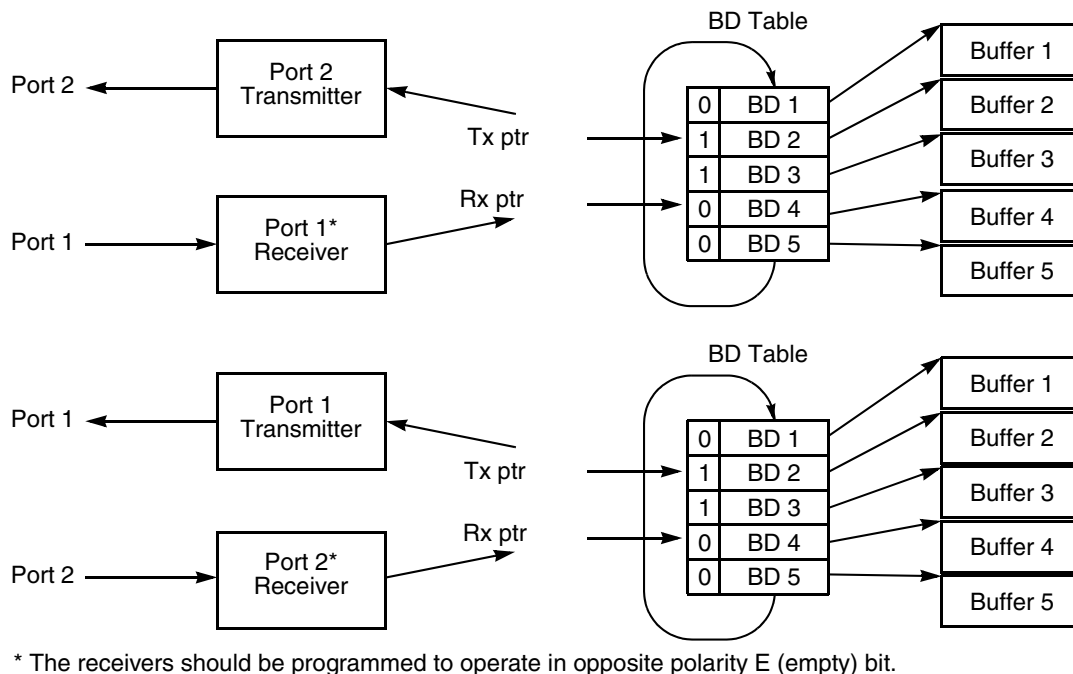 BD Table
Port 2
Port 2
Transmitter
Tx ptr
0 BD 1
1 BD 2
1 BD 3
0 BD 4
0 BD 5
Buffer 1
Buffer 2
Buffer 3
Buffer 4
Buffer 5
Rx ptr
Port 1
Port 1*
Receiver
BD Table
Port 1
Port 1
Transmitter
Tx ptr
0 BD 1
1 BD 2
1 BD 3
0 BD 4
0 BD 5
Buffer 1
Buffer 2
Buffer 3
Buffer 4
Buffer 5
Rx ptr
Port 2
Port 2*
Receiver
* The receivers should be programmed to operate in opposite polarity E (empty) bit.